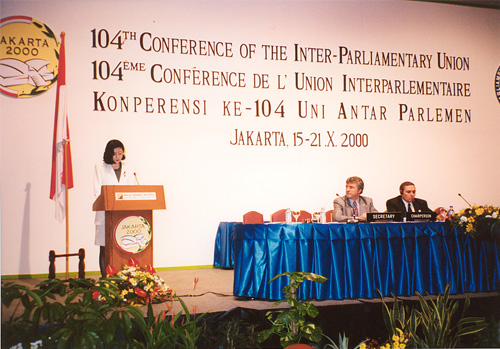 JAKARTA
2000
104TH CONFERENCE OF THE INTER-PARLIAMENTARY UNION
104ÈME CONFÉRENCE DE L' UNION INTERPARLEMENTAIRE
KONPERENSI KE-104 UNI ANTAR PARLEMEN
JAKARTA, 15-21.X.2000
JAKARTA
2000
SECRETARY CHAIRPERSON